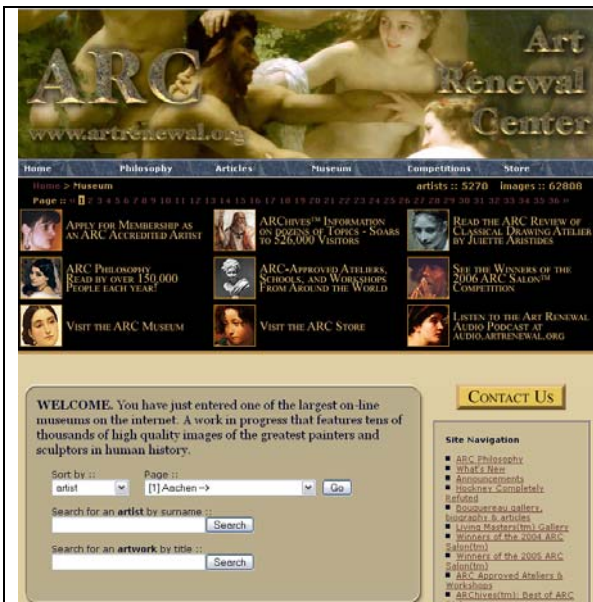 ARC
Art
Renewal
Center
www.artrenewal.org
Home Philosophy Articles Museum Competitions Store
Home > Museum artists :: 5270 images :: 62808
Page :: » 1 2 3 4 5 6 7 8 9 10 11 12 13 14 15 16 17 18 19 20 21 22 23 24 25 26 27 28 29 30 31 32 33 34 35 36 »
APPLY FOR MEMBERSHIP AS
AN ARC ACCREDITED ARTIST
ARCHIVES™ INFORMATION
ON DOZENS OF TOPICS - SOARS
TO 526,000 VISITORS
READ THE ARC REVIEW OF
CLASSICAL DRAWING ATELIER
BY JUIETTE ARISTIDES
ARC PHILOSOPHY
READ BY OVER 150,000
PEOPLE EACH YEAR!
ARC-APPROVED ATELIERS,
SCHOOLS, AND WORKSHOPS
FROM AROUND THE WORLD
SEE THE WINNERS OF THE
2006 ARC SALON™
COMPETITION
VISIT THE ARC MUSEUM
VISIT THE ARC STORE
LISTEN TO THE ART RENEWAL
AUDIO PODCAST AT
AUDIO.ARTRENEWAL.ORG
WELCOME. You have just entered one of the largest on-line
museums on the internet. A work in progress that features tens of
thousands of high quality images of the greatest painters and
sculptors in human history.
Sort by :: Page ::
artist [1] Aachen --> Go
Search for an artist by surname ::
Search
Search for an artwork by title ::
Search
CONTACT US
Site Navigation
ARC Philosophy
What's New
Announcements
Hockney Completely
Refuted
Bouguereau gallery,
biography & articles
Living Masters(tm) Gallery
Winners of the 2004 ARC
Salon(tm)
Winners of the 2005 ARC
Salon(tm)
ARC Approved Ateliers &
Workshops
ARChives(tm): Best of ARC